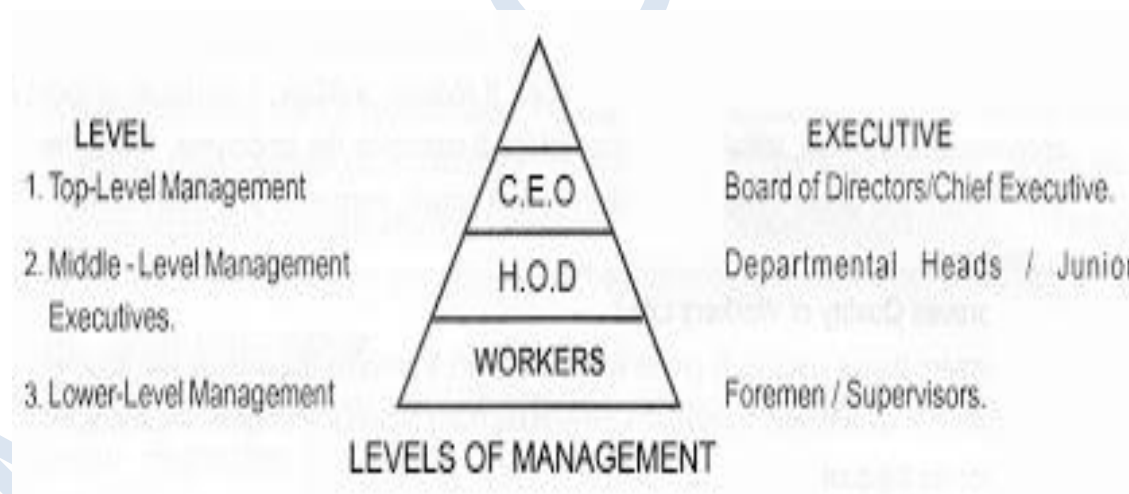 LEVEL
EXECUTIVE
1. Top-Level Management
C.E.O
Board of Directors/Chief Executive.
2. Middle - Level Management
Executives.
H.O.D
Departmental Heads / Junior
WORKERS
3. Lower-Level Management
Foremen / Supervisors.
LEVELS OF MANAGEMENT